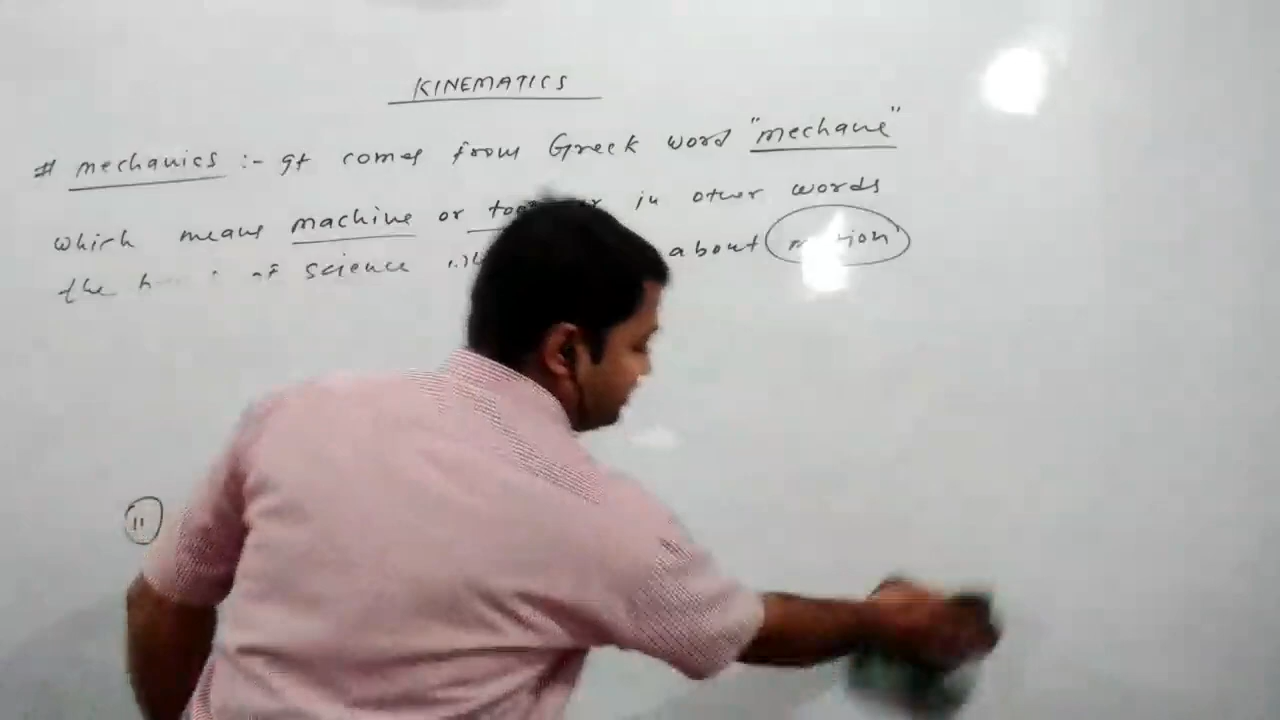 KINEMATICS
# mechanics :- It comes from Greek word "mechane"
which means machine or in other words
the of science about
11